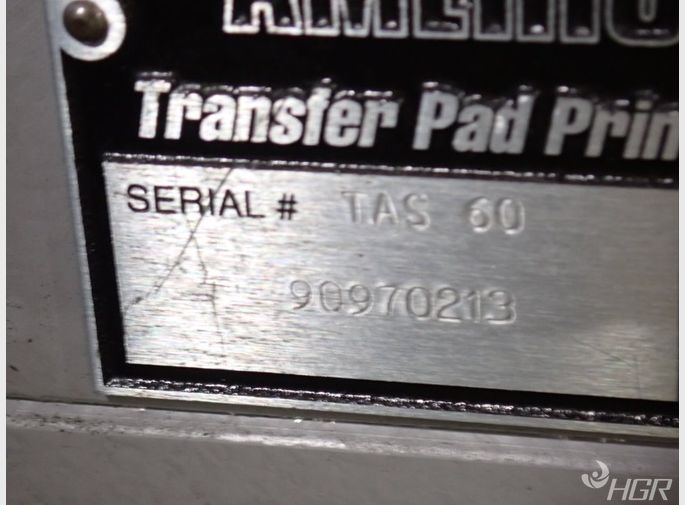 Transfer Pad Prin
SERIAL # TAS 60
90970213
HGR